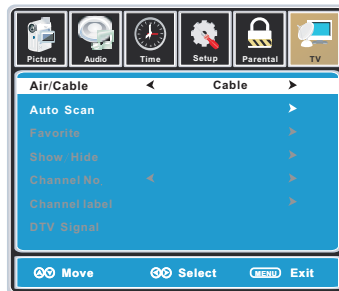 Picture Audio Time Setup Parental TV
Air/Cable Cable
Auto Scan
Favorite
Show/Hide
Channel No.
Channel label
DTV Signal
Move Select MENU Exit